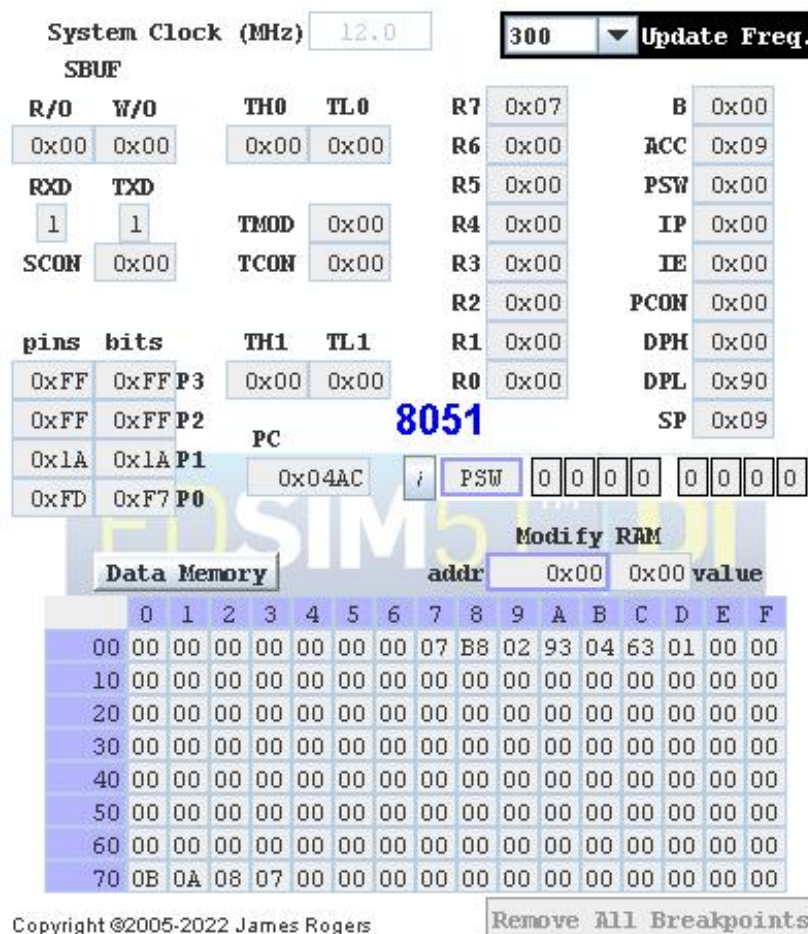 System Clock (MHz) 12.0 300 Update Freq.
SBUF
R/O W/O TH0 TL0 R7 0x07 B 0x00
0x00 0x00 0x00 0x00 R6 0x00 ACC 0x09
RXD TXD R5 0x00 PSW 0x00
1 1 TMOD 0x00 R4 0x00 IP 0x00
SCON 0x00 TCON 0x00 R3 0x00 IE 0x00
R2 0x00 PCON 0x00
pins bits TH1 TL1 R1 0x00 DPH 0x00
0xFF 0xFF P3 0x00 0x00 R0 0x00 DPL 0x90
0xFF 0xFF P2 8051 SP 0x09
PC
0x1A 0x1A P1 0x04AC i PSW 0 0 0 0 0 0 0 0
0xFD 0xF7 P0
EDSIM51 DI
TM
Modify RAM
Data Memory addr 0x00 0x00 value
0 1 2 3 4 5 6 7 8 9 A B C D E F
00 00 00 00 00 00 00 00 07 B8 02 93 04 63 01 00 00
10 00 00 00 00 00 00 00 00 00 00 00 00 00 00 00 00
20 00 00 00 00 00 00 00 00 00 00 00 00 00 00 00 00
30 00 00 00 00 00 00 00 00 00 00 00 00 00 00 00 00
40 00 00 00 00 00 00 00 00 00 00 00 00 00 00 00 00
50 00 00 00 00 00 00 00 00 00 00 00 00 00 00 00 00
60 00 00 00 00 00 00 00 00 00 00 00 00 00 00 00 00
70 0B 0A 08 07 00 00 00 00 00 00 00 00 00 00 00 00
Copyright ©2005-2022 James Rogers Remove All Breakpoints